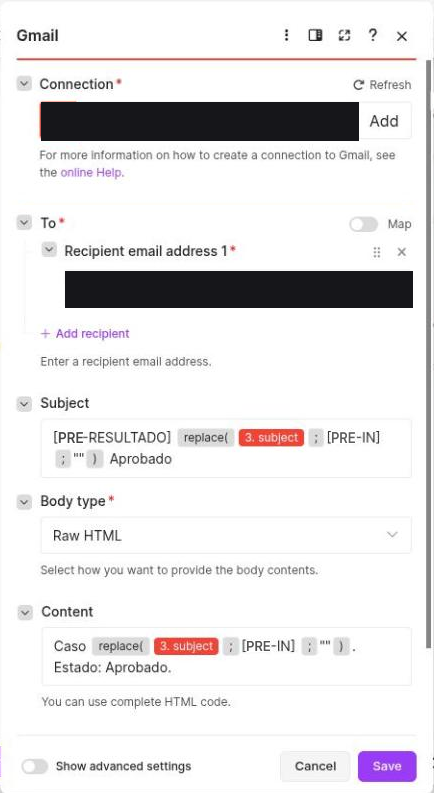 Gmail
Connection*
Refresh
Add
For more information on how to create a connection to Gmail, see
the online Help.
To*
Map
Recipient email address 1*
+ Add recipient
Enter a recipient email address.
Subject
[PRE-RESULTADO] replace( 3. subject ; [PRE-IN]
; "" ) Aprobado
Body type*
Raw HTML
Select how you want to provide the body contents.
Content
Caso replace( 3. subject ; [PRE-IN] ; "" ) .
Estado: Aprobado.
You can use complete HTML code.
Show advanced settings
Cancel
Save